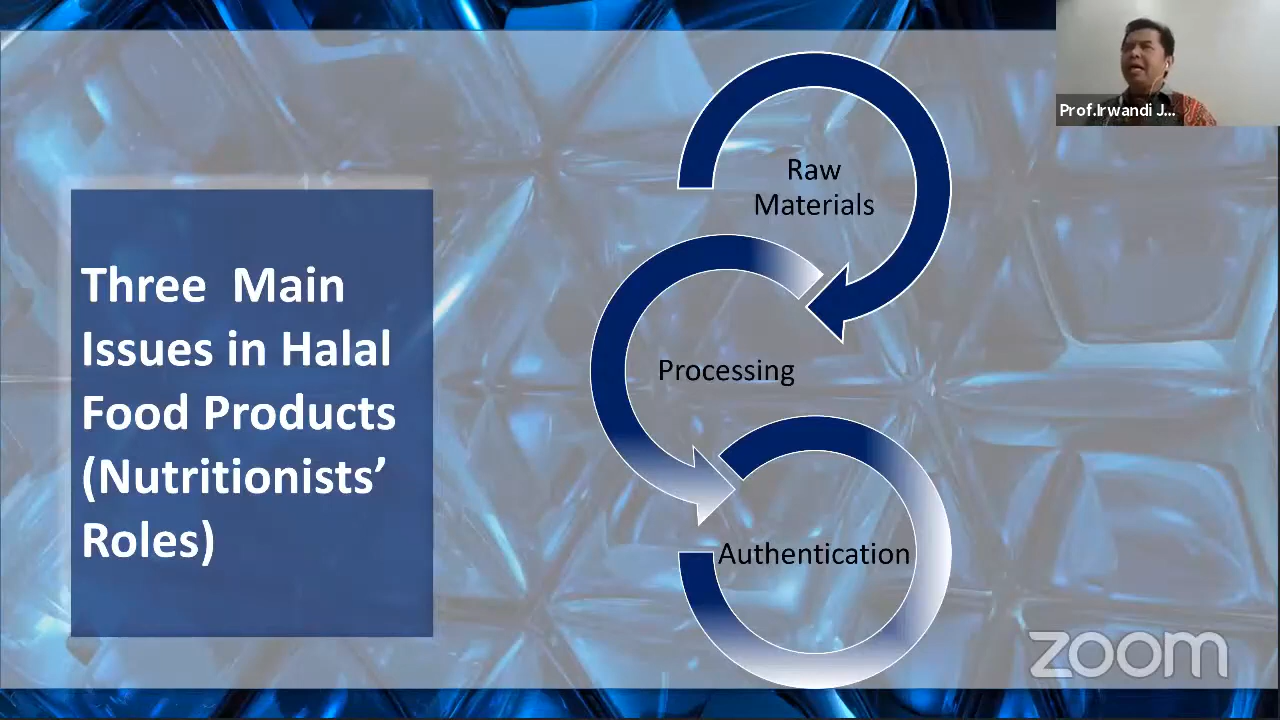 Three Main
Issues in Halal
Food Products
(Nutritionists’
Roles)
Raw
Materials
Processing
Authentication
Prof.Irwandi J...
zoom